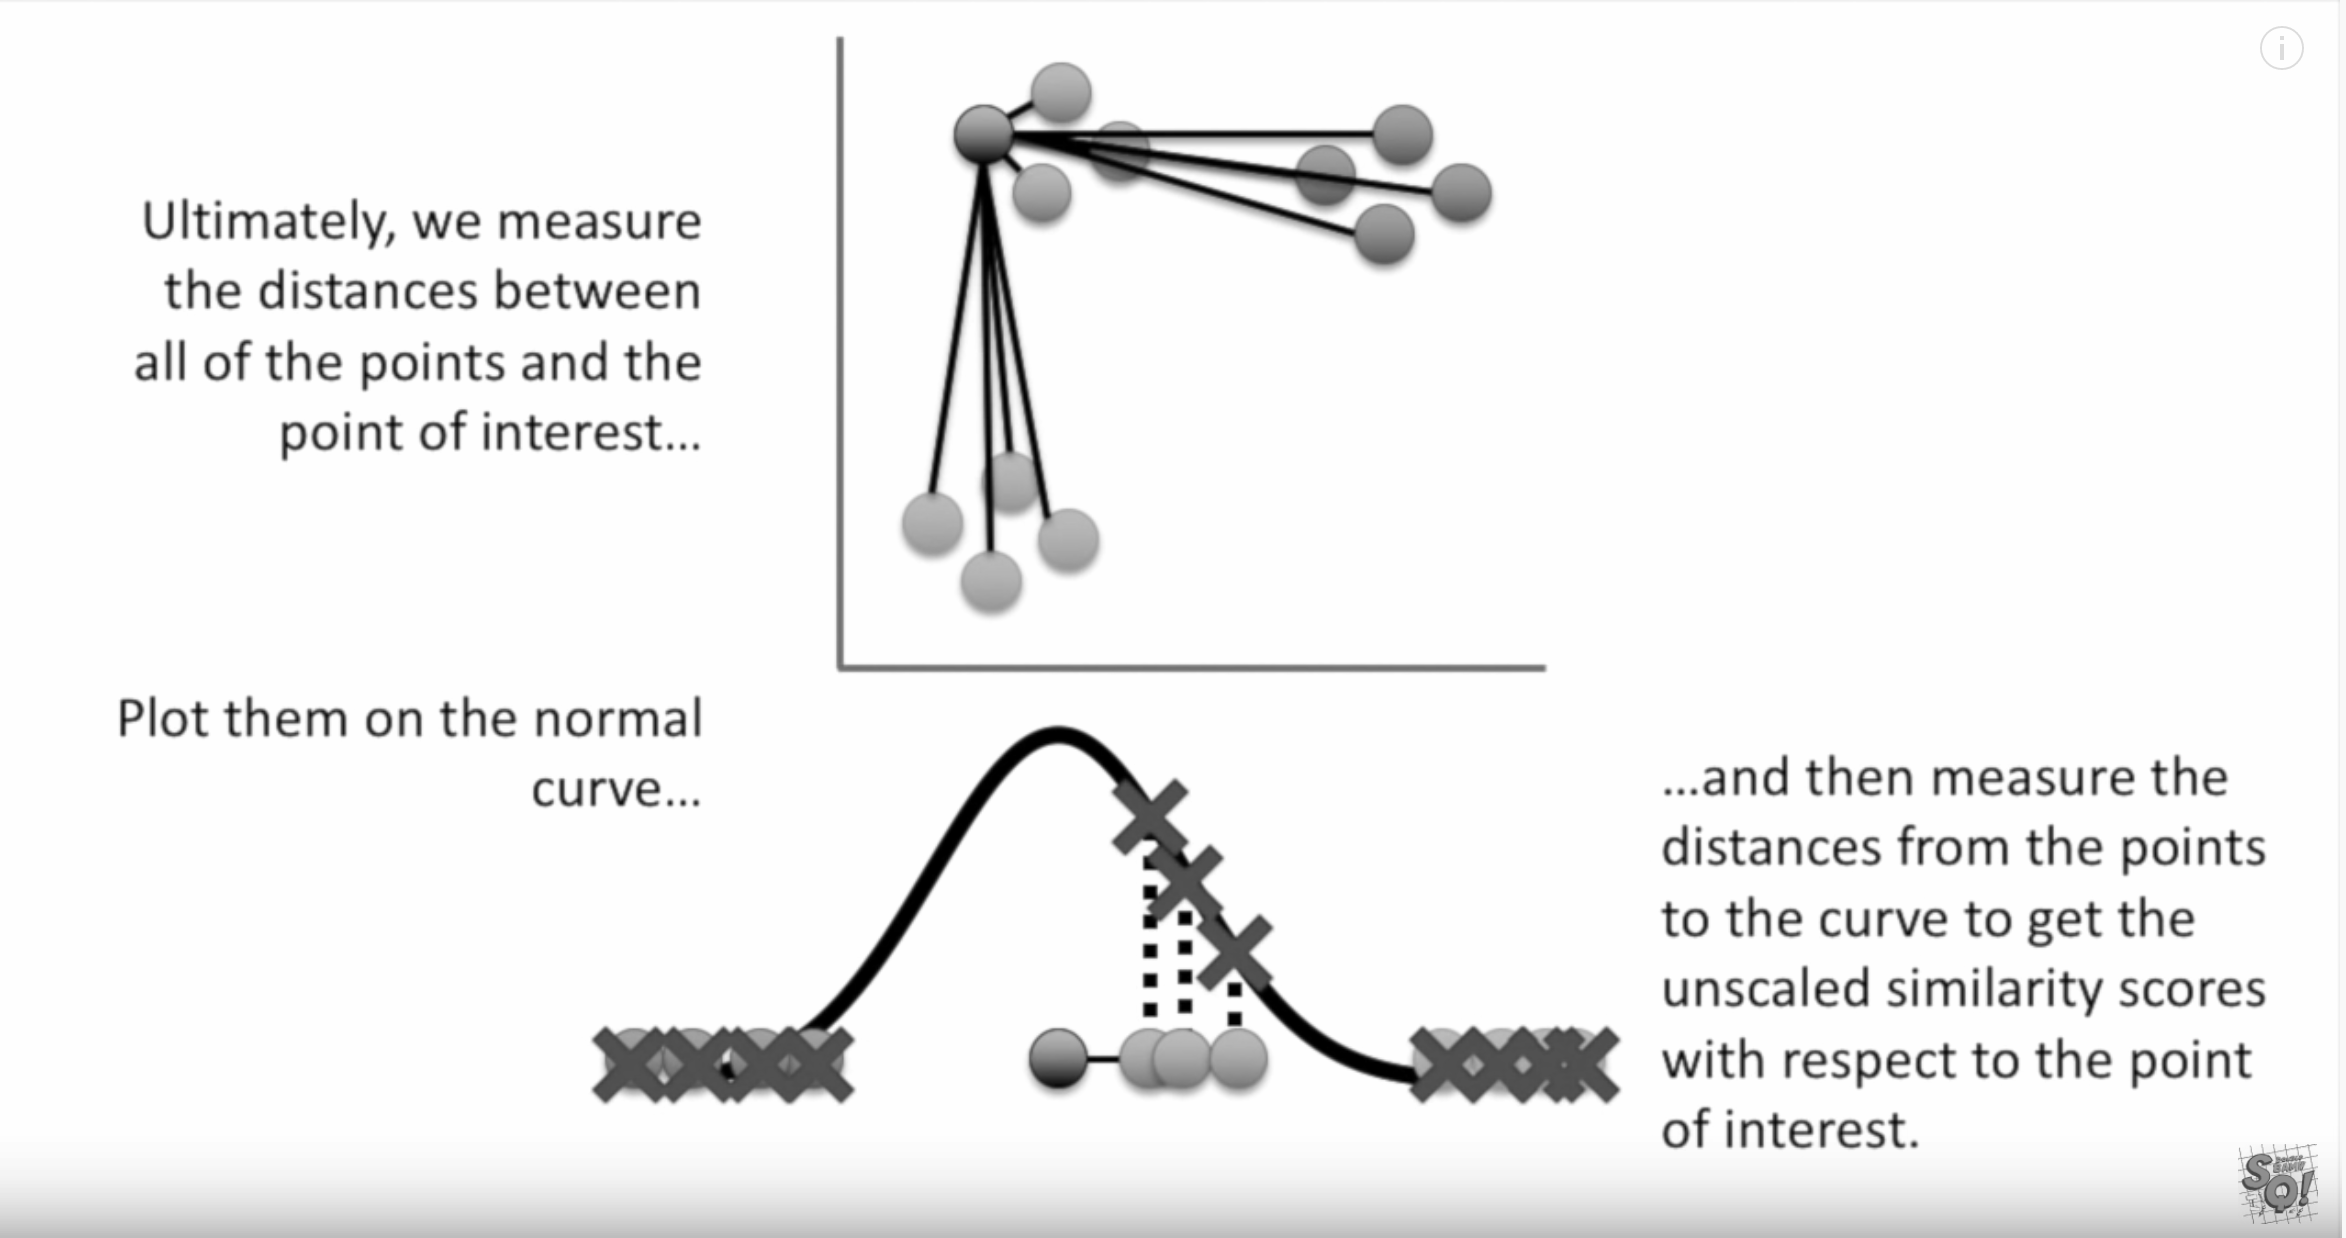 Ultimately, we measure
the distances between
all of the points and the
point of interest...
Plot them on the normal
curve...
...and then measure the
distances from the points
to the curve to get the
unscaled similarity scores
with respect to the point
of interest.
i
SQ!